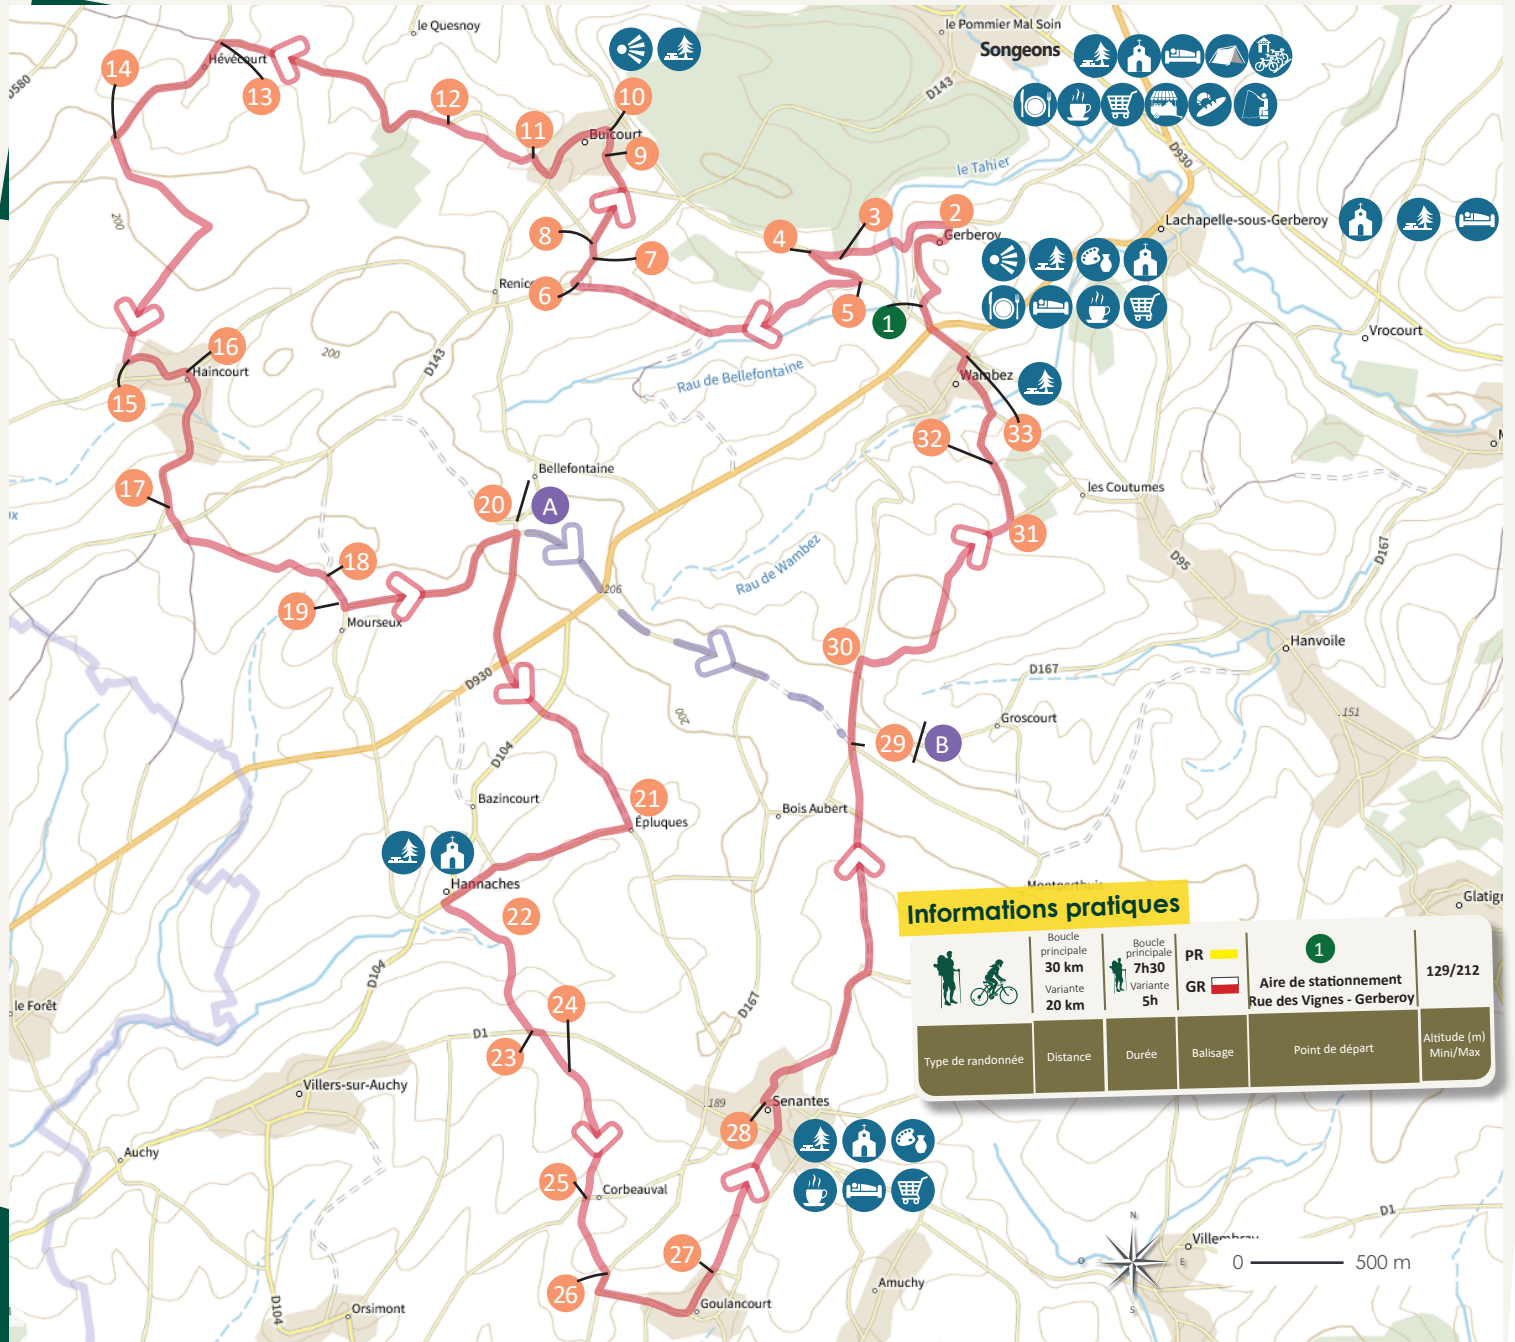 le Quesnoy
le Pommier Mal Soin
Songeons
Hévécourt
D580
14
13
12
11
10
Buicourt
9
D143
le Tahier
D930
Lachapelle-sous-Gerberoy
200
8
7
6
4
3
2
Gerberoy
5
1
Vrocourt
Rau de Bellefontaine
Wambez
16
Haincourt
200
D143
15
33
32
17
Bellefontaine
20
A
les Coutumes
31
D95
D167
18
19
Mourseux
206
Rau de Wambez
30
Hanvoile
D930
D167
200
Groscourt
151
29
B
D104
Bazincourt
21
Épluques
Bois Aubert
Hannaches
22
Glatign
Informations pratiques
Boucle principale
30 km
Variante
20 km
Boucle principale
7h30
Variante
5h
PR
GR
1
Aire de stationnement
Rue des Vignes - Gerberoy
129/212
Type de randonnée
Distance
Durée
Balisage
Point de départ
Altitude (m)
Mini/Max
D104
le Forêt
24
D167
D1
23
Villers-sur-Auchy
189
Senantes
28
Auchy
25
Corbeauval
27
26
Goulancourt
Amuchy
D104
Orsimont
N
O
E
S
D1
0
500 m